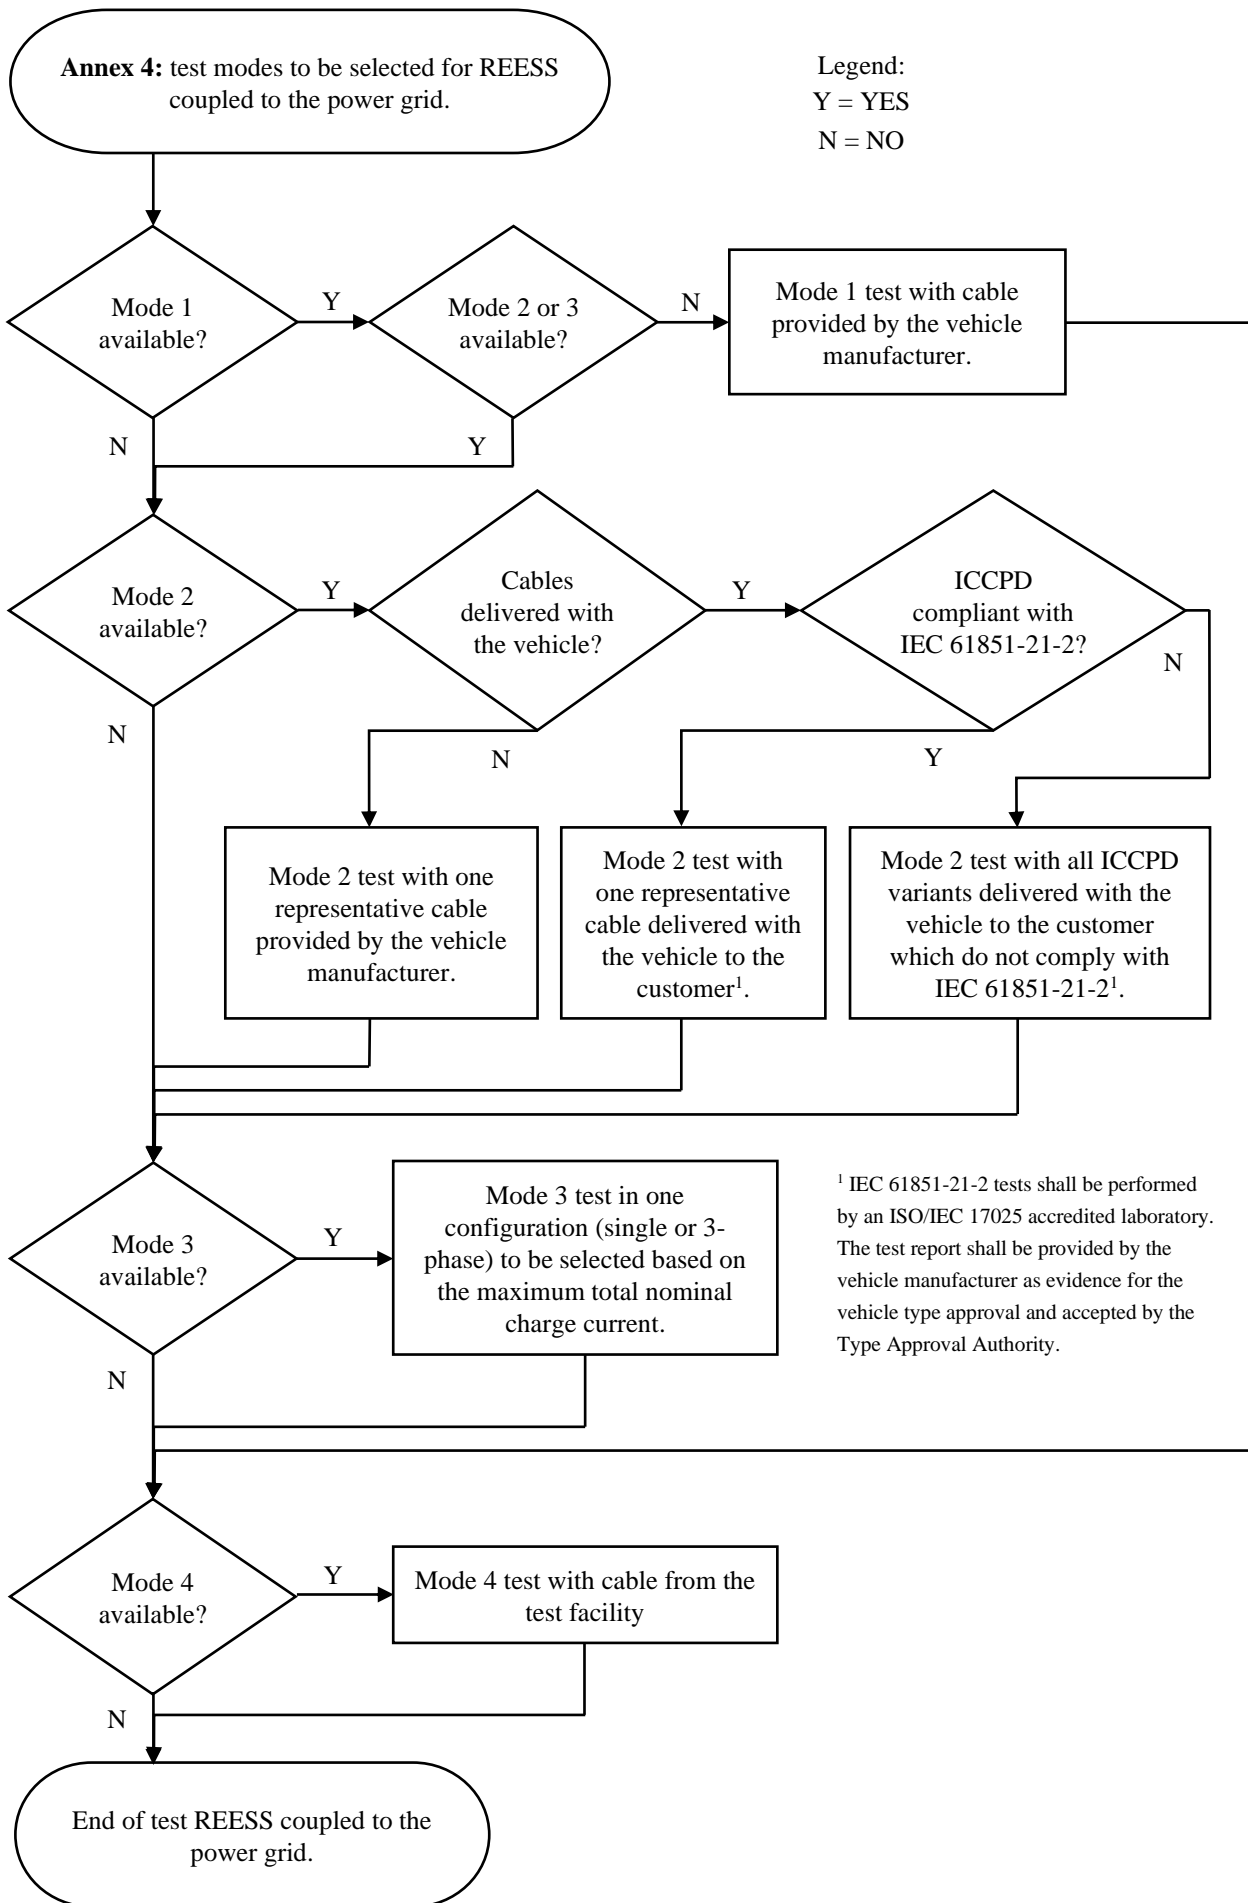 Annex 4: test modes to be selected for REESS
coupled to the power grid.
Legend:
Y = YES
N = NO
Mode 1
available?
Y
Mode 2 or 3
available?
N
Mode 1 test with cable
provided by the vehicle
manufacturer.
N
Y
Mode 2
available?
Y
Cables
delivered with
the vehicle?
Y
ICCPD
compliant with
IEC 61851-21-2?
N
N
N
Y
Mode 2 test with one
representative cable
provided by the vehicle
manufacturer.
Mode 2 test with
one representative
cable delivered with
the vehicle to the
customer¹.
Mode 2 test with all ICCPD
variants delivered with the
vehicle to the customer
which do not comply with
IEC 61851-21-2¹.
Mode 3
available?
Y
Mode 3 test in one
configuration (single or 3-
phase) to be selected based on
the maximum total nominal
charge current.
¹ IEC 61851-21-2 tests shall be performed
by an ISO/IEC 17025 accredited laboratory.
The test report shall be provided by the
vehicle manufacturer as evidence for the
vehicle type approval and accepted by the
Type Approval Authority.
N
Mode 4
available?
Y
Mode 4 test with cable from the
test facility
N
End of test REESS coupled to the
power grid.